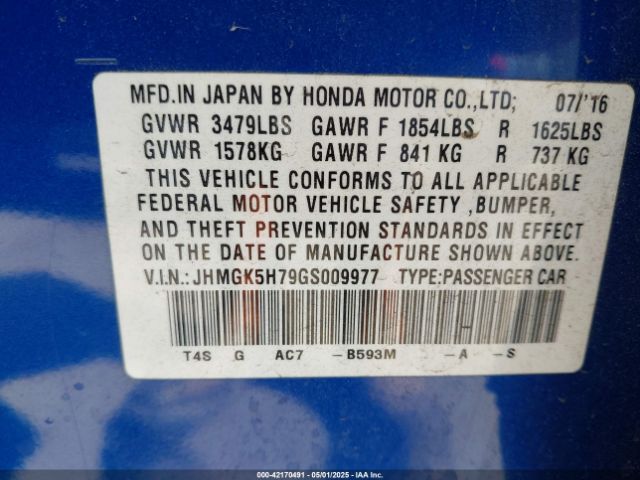 MFD.IN JAPAN BY HONDA MOTOR CO.,LTD; 07/'16
GVWR 3479LBS GAWR F 1854LBS R 1625LBS
GVWR 1578KG GAWR F 841 KG R 737 KG
THIS VEHICLE CONFORMS TO ALL APPLICABLE
FEDERAL MOTOR VEHICLE SAFETY ,BUMPER,
AND THEFT PREVENTION STANDARDS IN EFFECT
ON THE DATE OF MANUFACTURE SHOWN ABOVE.
V.I.N.: JHMGK5H79GS009977 TYPE:PASSENGER CAR
T4S G AC7 -B593M -A -S
000-42170491 - 05/01/2025 - IAA Inc.